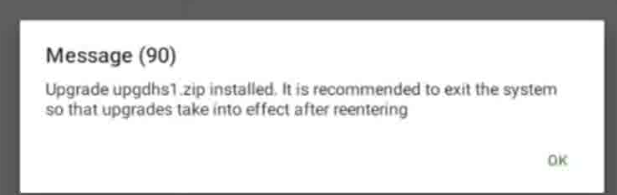 Message (90)
Upgrade upgdhs1.zip installed. It is recommended to exit the system
so that upgrades take into effect after reentering
OK